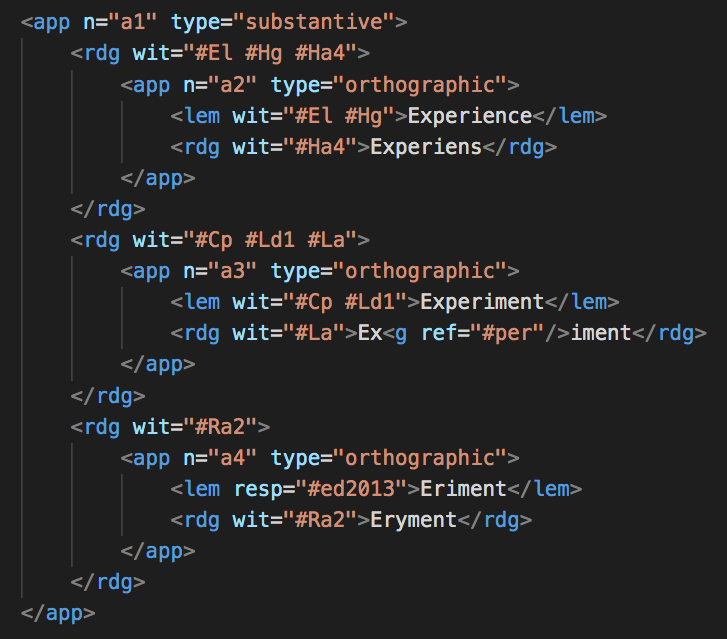 <app n="a1" type="substantive">
    <rdg wit="#El #Hg #Ha4">
        <app n="a2" type="orthographic">
            <lem wit="#El #Hg">Experience</lem>
            <rdg wit="#Ha4">Experiens</rdg>
        </app>
    </rdg>
    <rdg wit="#Cp #Ld1 #La">
        <app n="a3" type="orthographic">
            <lem wit="#Cp #Ld1">Experiment</lem>
            <rdg wit="#La">Ex<g ref="#per"/>iment</rdg>
        </app>
    </rdg>
    <rdg wit="#Ra2">
        <app n="a4" type="orthographic">
            <lem resp="#ed2013">Eriment</lem>
            <rdg wit="#Ra2">Eryment</rdg>
        </app>
    </rdg>
</app>